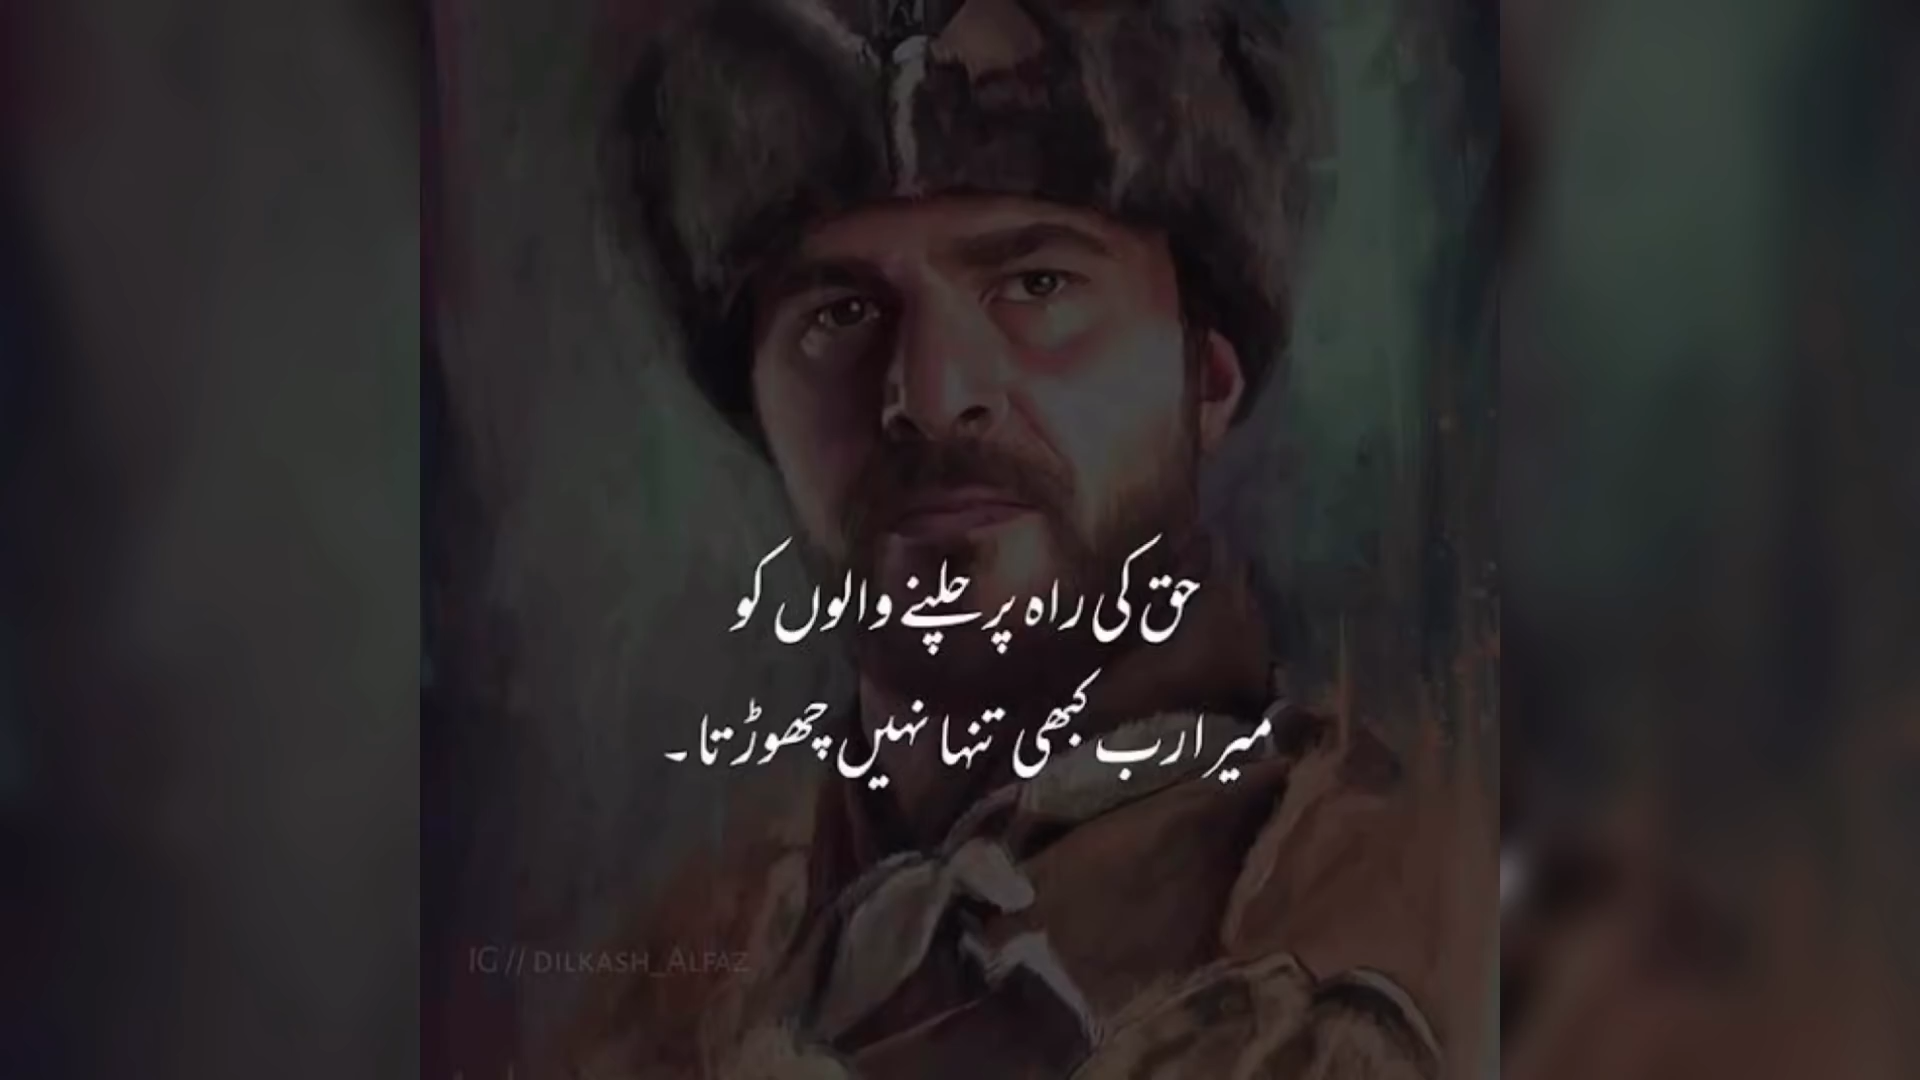 حق کی راہ پر چلنے والوں کو
میرا رب کبھی تنہا نہیں چھوڑتا۔
IG // DILKASH_ALFAZ